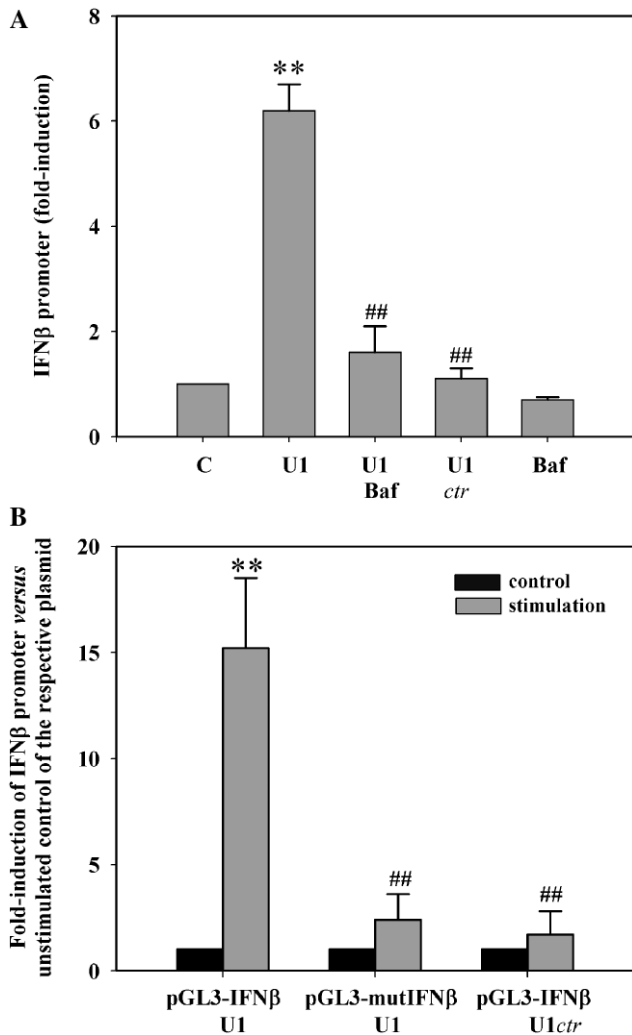 A
IFNβ promoter (fold-induction)
8
6
4
2
0
**
##
##
C U1 U1 U1 Baf
Baf ctr
B
Fold-induction of IFNβ promoter versus
unstimulated control of the respective plasmid
20
15
10
5
0
**
##
##
control
stimulation
pGL3-IFNβ pGL3-mutIFNβ pGL3-IFNβ
U1 U1 U1ctr